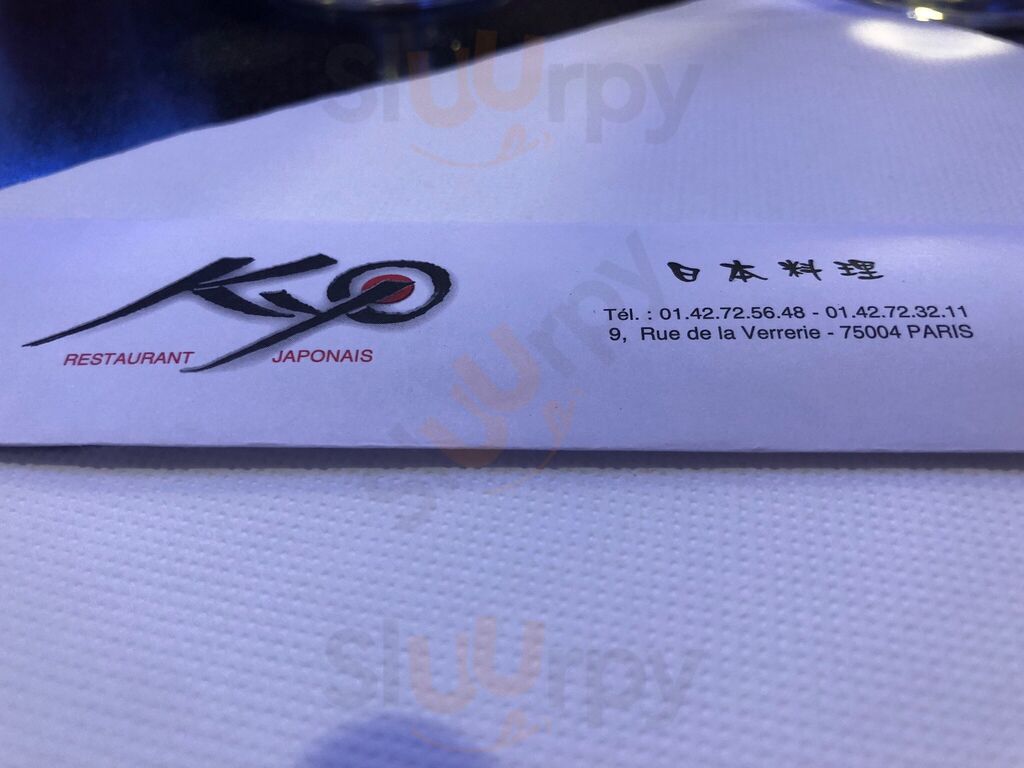 Sluurpy
Kyo
RESTAURANT JAPONAIS
日本料理
Tél. : 01.42.72.56.48 - 01.42.72.32.11
9, Rue de la Verrerie - 75004 PARIS
Sluurpy
Sluurpy